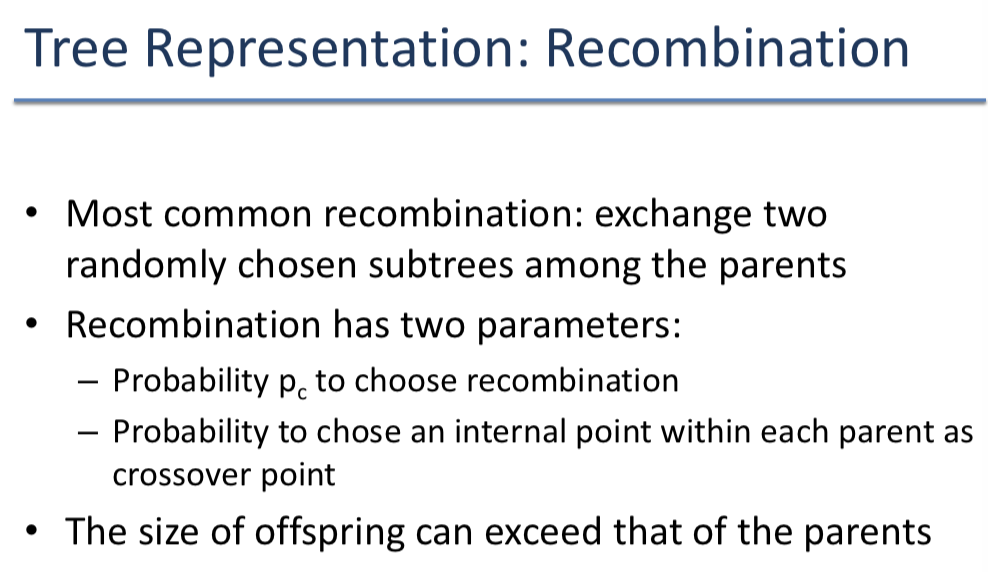 Tree Representation: Recombination
• Most common recombination: exchange two
randomly chosen subtrees among the parents
• Recombination has two parameters:
– Probability pc to choose recombination
– Probability to chose an internal point within each parent as
crossover point
• The size of offspring can exceed that of the parents